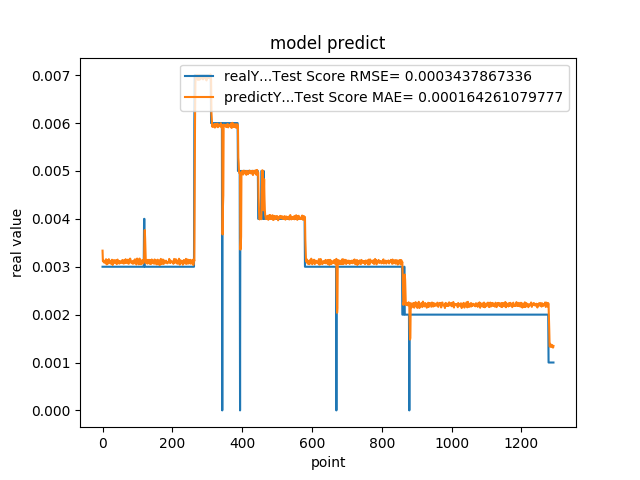 model predict
realY...Test Score RMSE= 0.0003437867336
predictY...Test Score MAE= 0.000164261079777
0.007
0.006
0.005
0.004
0.003
0.002
0.001
0.000
real value
0 200 400 600 800 1000 1200
point